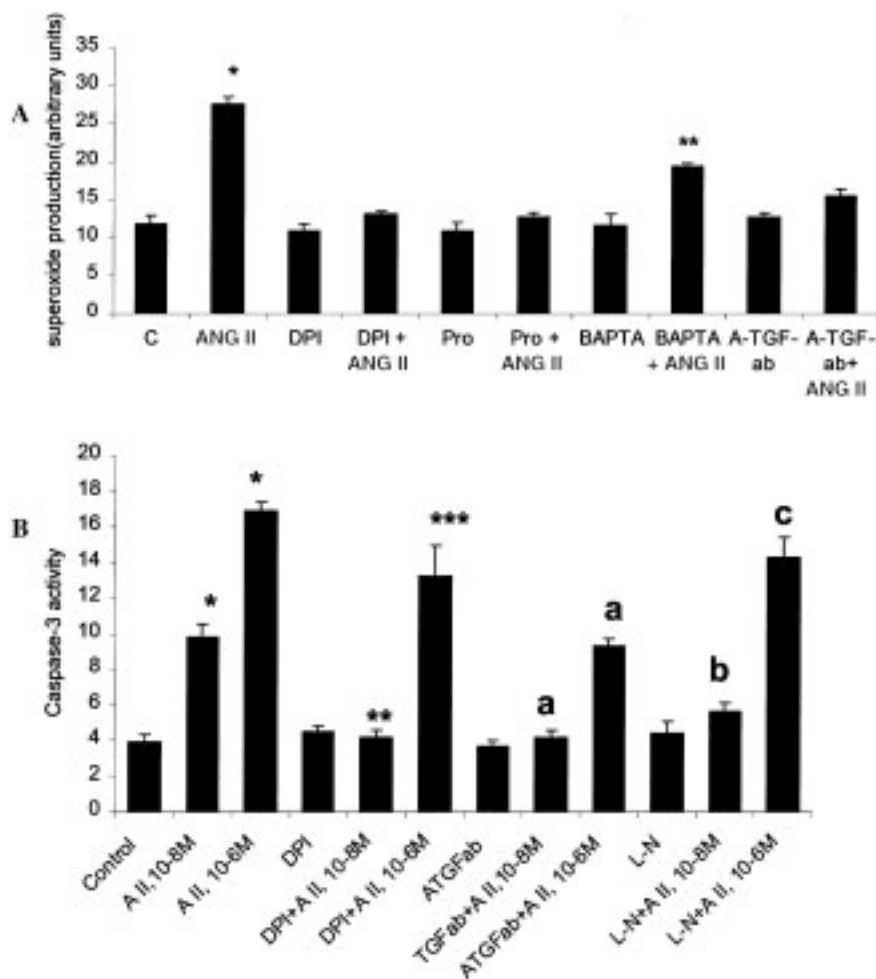 A
superoxide production(arbitrary units)
35
30
25
20
15
10
5
0
*
**
C
ANG II
DPI
DPI +
ANG II
Pro
Pro +
ANG II
BAPTA
BAPTA
+ ANG II
A-TGF-
ab
A-TGF-
ab+
ANG II
B
Caspase-3 activity
20
18
16
14
12
10
8
6
4
2
0
*
*
**
***
a
a
b
c
Control
A II,10-8M
A II, 10-6M
DPI
DPI+A II, 10-8M
DPI+A II, 10-6M
ATGFab
TGFab+A II, 10-8M
ATGFab+A II, 10-6M
L-N
L-N+A II, 10-8M
L-N+A II, 10-6M